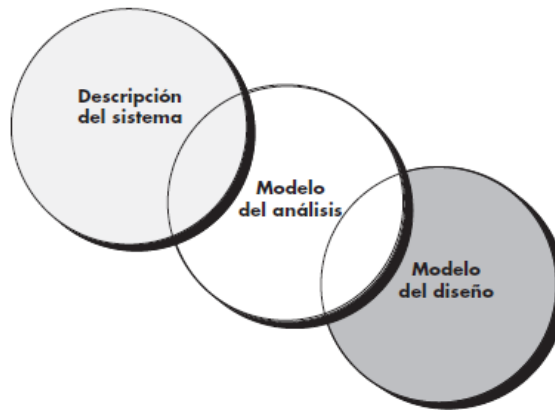 Descripción
del sistema
Modelo
del análisis
Modelo
del diseño